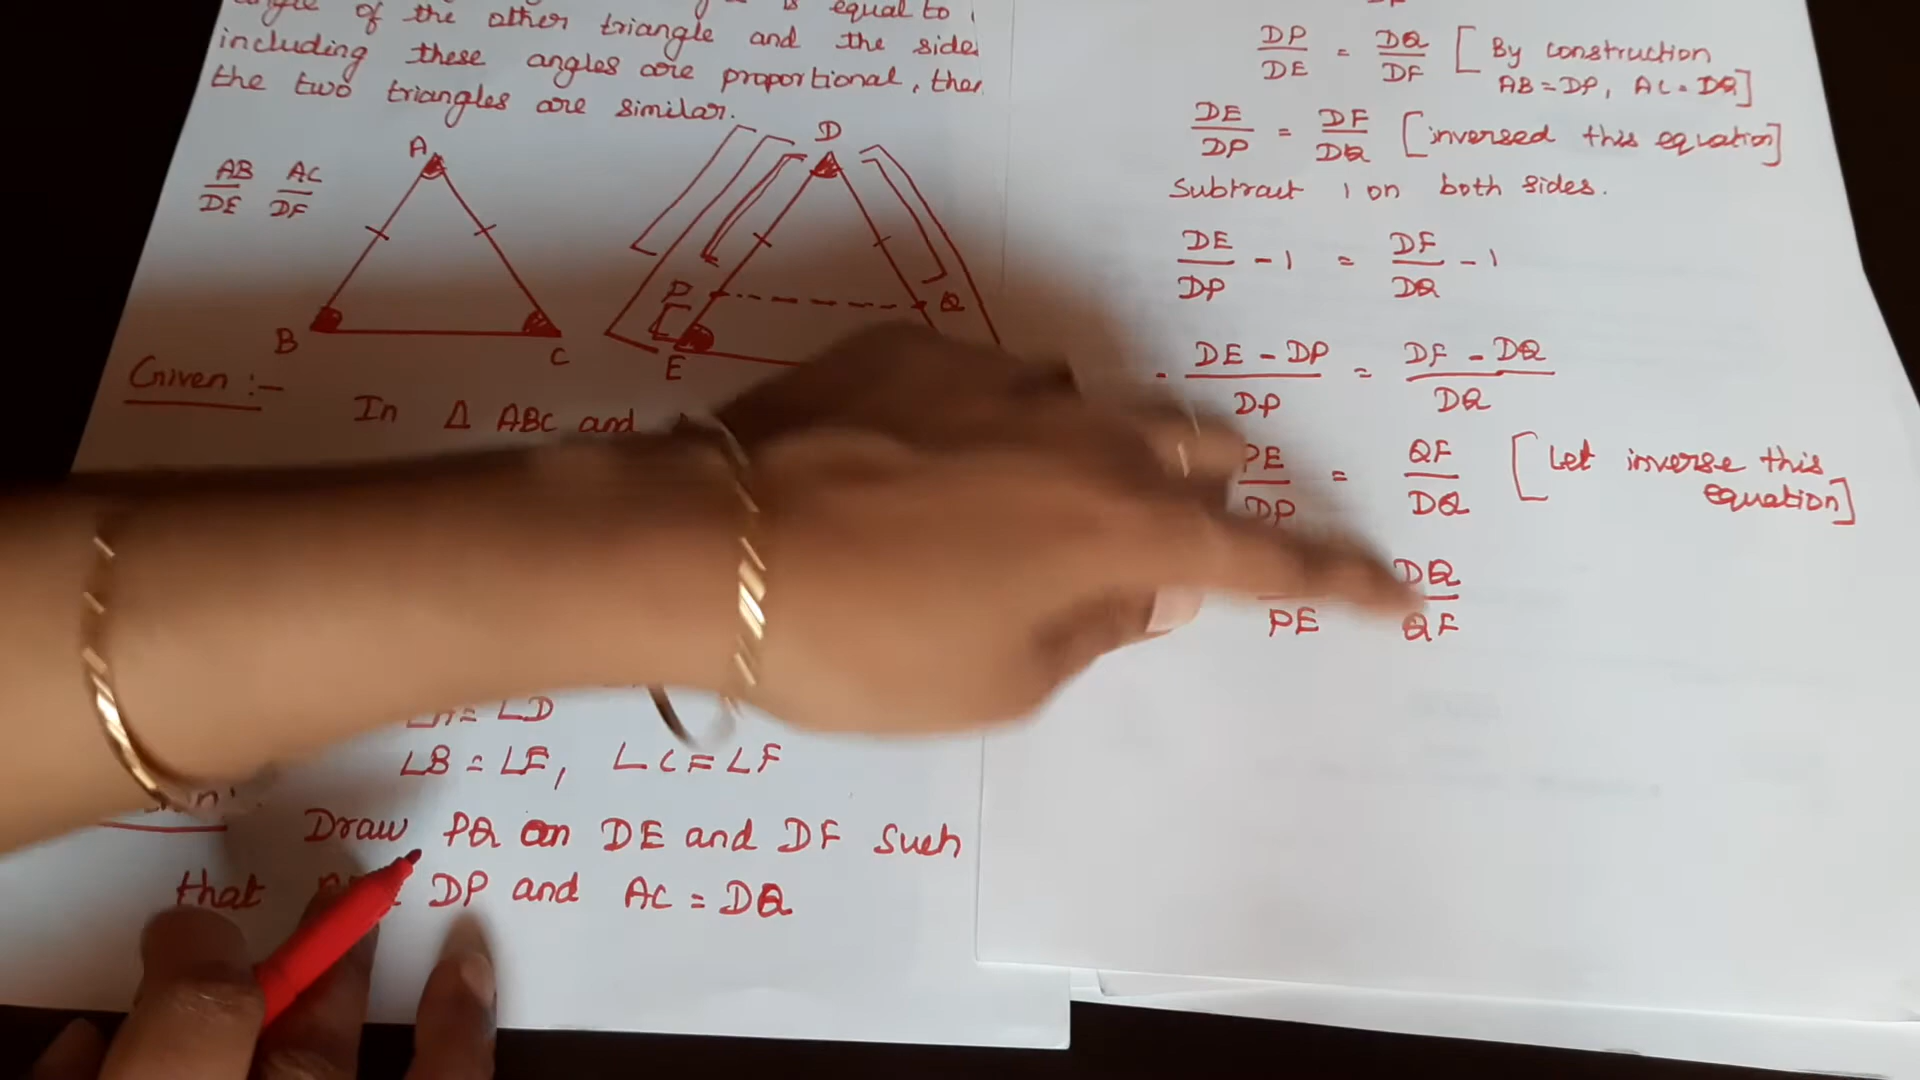 of the other triangle and the sides
including these angles are proportional, then
the two triangles are similar.
AB AC
DE DF
A
B
C
D
P
Q
E
Given :-
In Δ ABC and
= ∠D
∠B = ∠E, ∠C = ∠F
Draw PQ on DE and DF such
that DP and AC = DQ
DP = DQ [ By construction
DE DF AB = DP, AC = DQ]
DE = DF [inversed this equation]
DP DQ
Subtract 1 on both sides.
DE - 1 = DF - 1
DP DQ
DE - DP = DF - DQ
DP DQ
PE = QF [ Let inverse this
DP DQ equation]
DQ
PE QF